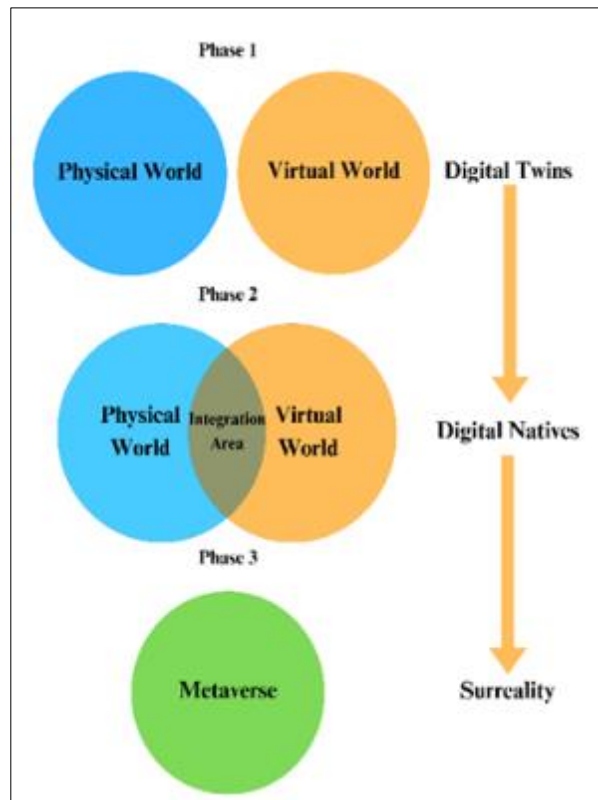 Phase 1
Physical World
Virtual World
Digital Twins
Phase 2
Physical
World
Integration
Area
Virtual
World
Digital Natives
Phase 3
Metaverse
Surreality